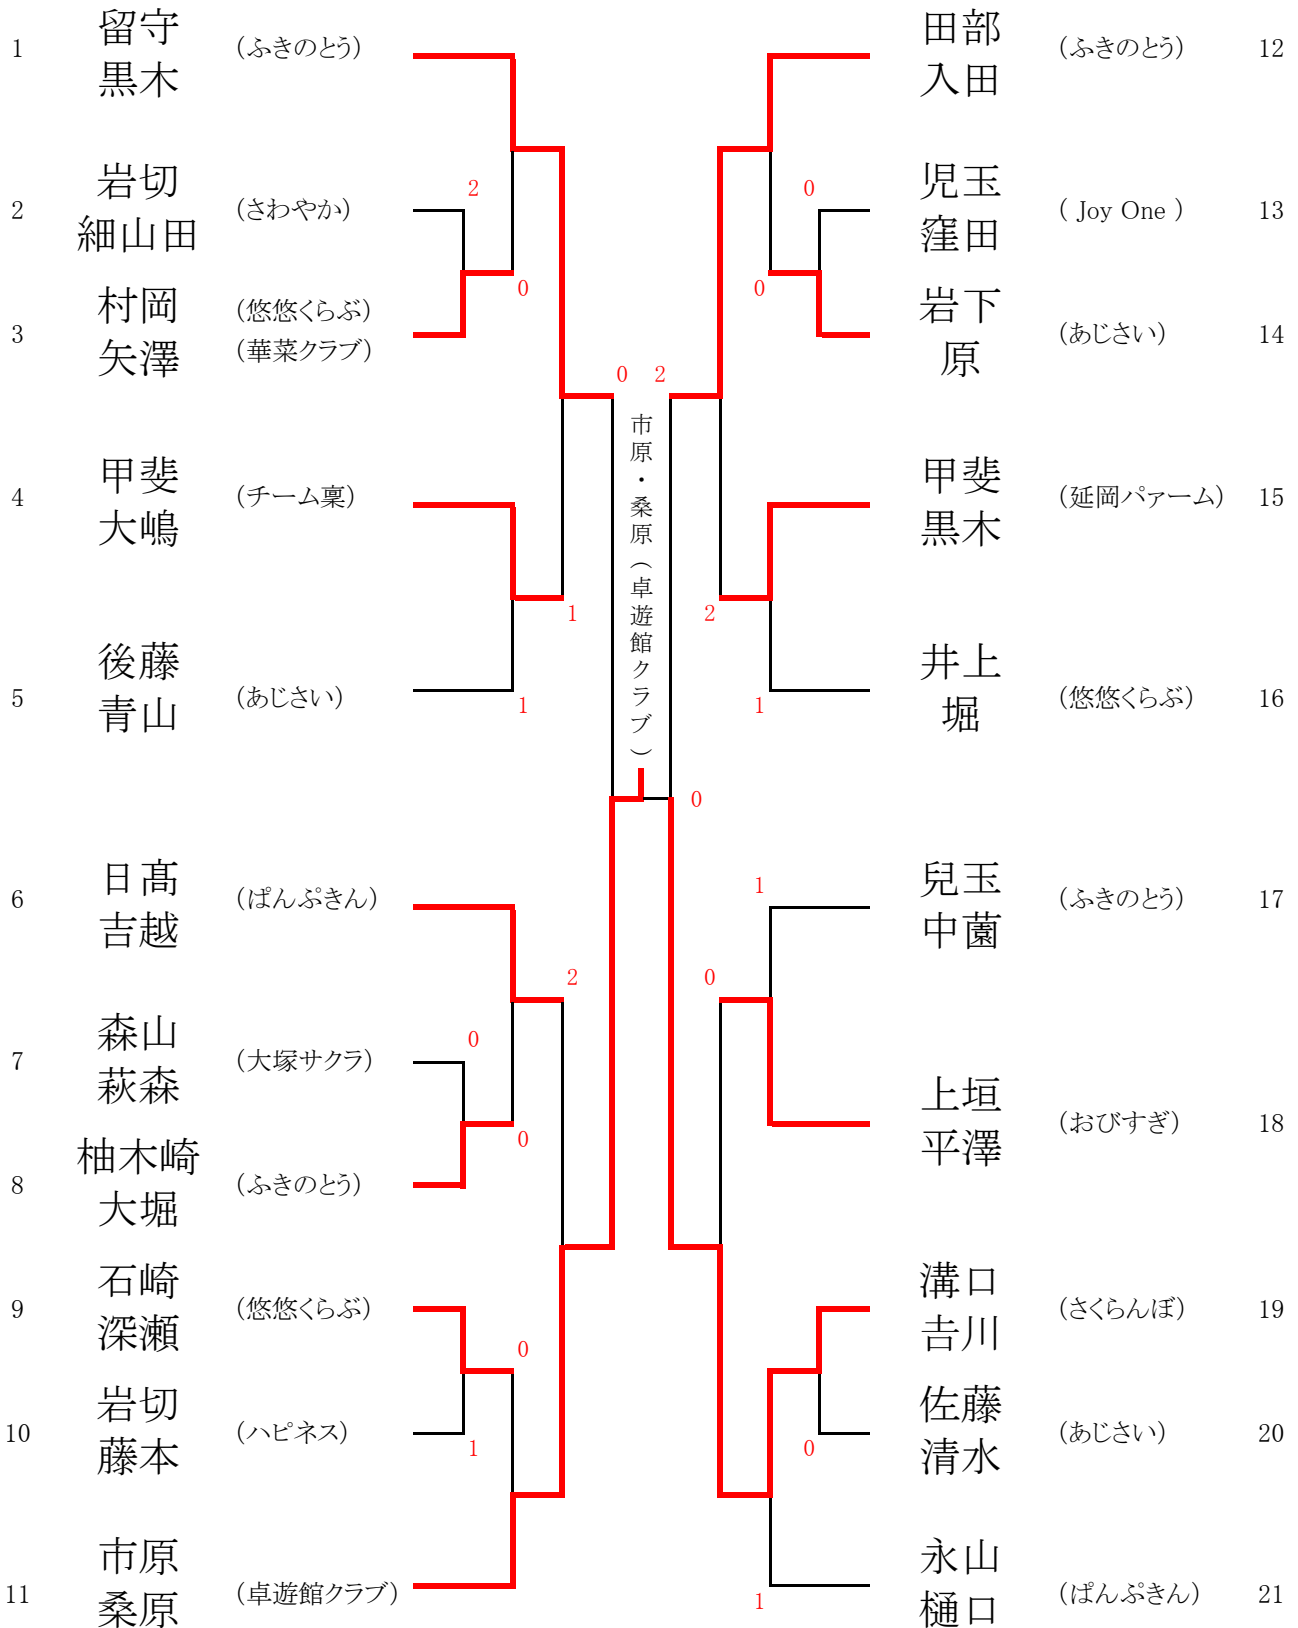 1
留守
黒木
(ふきのとう)
2
岩切
細山田
(さわやか)
2
3
村岡
矢澤
(悠悠くらぶ)
(華菜クラブ)
0
4
甲斐
大嶋
(チーム稟)
1
5
後藤
青山
(あじさい)
1
6
日髙
吉越
(ぱんぷきん)
2
7
森山
萩森
(大塚サクラ)
0
8
柚木崎
大堀
(ふきのとう)
0
9
石崎
深瀬
(悠悠くらぶ)
0
10
岩切
藤本
(ハピネス)
1
11
市原
桑原
(卓遊館クラブ)
0 2
市原・桑原(卓遊館クラブ)
0
田部
入田
(ふきのとう)
12
0
児玉
窪田
( Joy One )
13
0
岩下
原
(あじさい)
14
甲斐
黒木
(延岡パァーム)
15
2
井上
堀
(悠悠くらぶ)
16
1
1
兒玉
中薗
(ふきのとう)
17
0
上垣
平澤
(おびすぎ)
18
溝口
𠮷川
(さくらんぼ)
19
佐藤
清水
(あじさい)
20
0
永山
樋口
(ぱんぷきん)
21
1